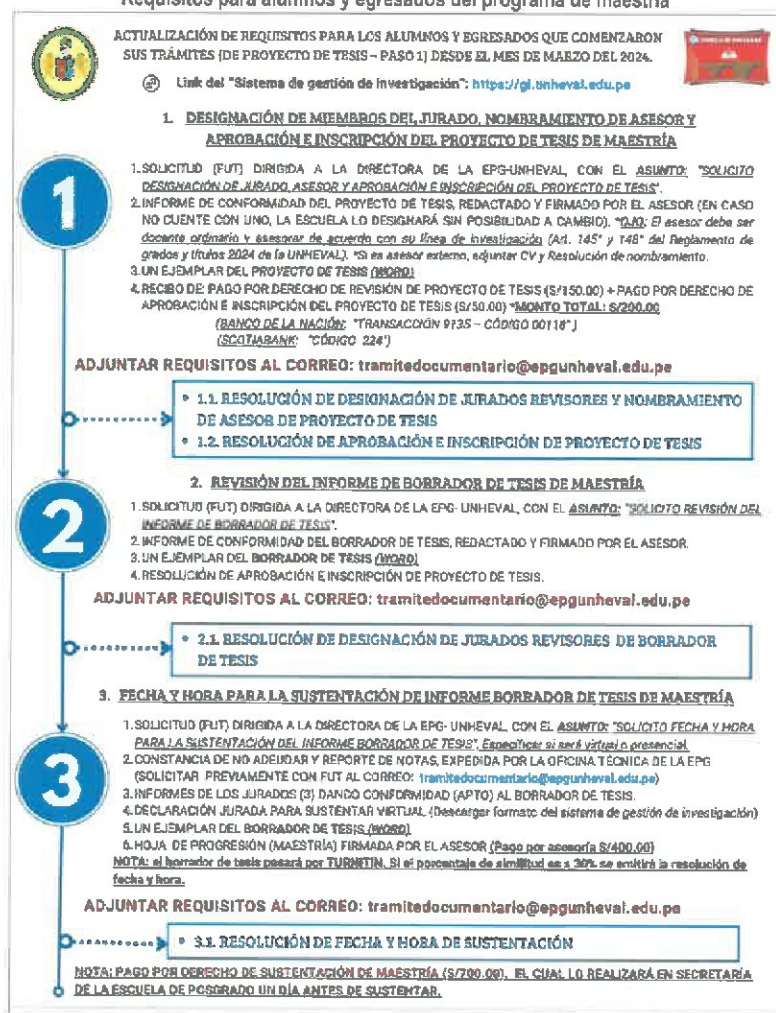 Requisitos para alumnos y egresados del programa de maestría
ACTUALIZACIÓN DE REQUISITOS PARA LOS ALUMNOS Y EGRESADOS QUE COMENZARON
SUS TRÁMITES (DE PROYECTO DE TESIS – PASO 1) DESDE EL MES DE MARZO DEL 2024.
Link del "Sistema de gestión de investigación": https://gi.unheval.edu.pe
1. DESIGNACIÓN DE MIEMBROS DEL JURADO, NOMBRAMIENTO DE ASESOR Y
APROBACIÓN E INSCRIPCIÓN DEL PROYECTO DE TESIS DE MAESTRÍA
1
1. SOLICITUD (FUT) DIRIGIDA A LA DIRECTORA DE LA EPG-UNHEVAL, CON EL ASUNTO: "SOLICITO
DESIGNACIÓN DE JURADO, ASESOR Y APROBACIÓN E INSCRIPCIÓN DEL PROYECTO DE TESIS".
2. INFORME DE CONFORMIDAD DEL PROYECTO DE TESIS, REDACTADO Y FIRMADO POR EL ASESOR (EN CASO
NO CUENTE CON UNO, LA ESCUELA LO DESIGNARÁ SIN POSIBILIDAD A CAMBIO). *OJO: El asesor debe ser
docente ordinario y asesorar de acuerdo con su línea de investigación (Art. 145° y 148° del Reglamento de
grados y títulos 2024 de la UNHEVAL). *Si es asesor externo, adjuntar CV y Resolución de nombramiento.
3. UN EJEMPLAR DEL PROYECTO DE TESIS (WORD)
4. RECIBO DE PAGO POR DERECHO DE REVISIÓN DE PROYECTO DE TESIS (S/150.00) + PAGO POR DERECHO DE
APROBACIÓN E INSCRIPCIÓN DEL PROYECTO DE TESIS (S/50.00) *MONTO TOTAL: S/200.00
(BANCO DE LA NACIÓN: "TRANSACCIÓN 9135 – CÓDIGO 00118")
(SCOTIABANK: "CÓDIGO 224")
ADJUNTAR REQUISITOS AL CORREO: tramitedocumentario@epgunheval.edu.pe
• 1.1. RESOLUCIÓN DE DESIGNACIÓN DE JURADOS REVISORES Y NOMBRAMIENTO
DE ASESOR DE PROYECTO DE TESIS
• 1.2. RESOLUCIÓN DE APROBACIÓN E INSCRIPCIÓN DE PROYECTO DE TESIS
2. REVISIÓN DEL INFORME DE BORRADOR DE TESIS DE MAESTRÍA
2
1. SOLICITUD (FUT) DIRIGIDA A LA DIRECTORA DE LA EPG- UNHEVAL, CON EL ASUNTO: "SOLICITO REVISIÓN DEL
INFORME DE BORRADOR DE TESIS".
2. INFORME DE CONFORMIDAD DEL BORRADOR DE TESIS, REDACTADO Y FIRMADO POR EL ASESOR.
3. UN EJEMPLAR DEL BORRADOR DE TESIS (WORD)
4. RESOLUCIÓN DE APROBACIÓN E INSCRIPCIÓN DE PROYECTO DE TESIS.
ADJUNTAR REQUISITOS AL CORREO: tramitedocumentario@epgunheval.edu.pe
• 2.1. RESOLUCIÓN DE DESIGNACIÓN DE JURADOS REVISORES DE BORRADOR
DE TESIS
3. FECHA Y HORA PARA LA SUSTENTACIÓN DE INFORME BORRADOR DE TESIS DE MAESTRÍA
3
1. SOLICITUD (FUT) DIRIGIDA A LA DIRECTORA DE LA EPG- UNHEVAL, CON EL ASUNTO: "SOLICITO FECHA Y HORA
PARA LA SUSTENTACIÓN DEL INFORME BORRADOR DE TESIS", Especificar si será virtual o presencial.
2. CONSTANCIA DE NO ADEUDAR Y REPORTE DE NOTAS, EXPEDIDA POR LA OFICINA TÉCNICA DE LA EPG
(SOLICITAR PREVIAMENTE CON FUT AL CORREO: tramitedocumentario@epgunheval.edu.pe)
3. INFORMES DE LOS JURADOS (3) DANDO CONFORMIDAD (APTO) AL BORRADOR DE TESIS.
4. DECLARACIÓN JURADA PARA SUSTENTAR VIRTUAL (Descargar formato del sistema de gestión de investigación)
5. UN EJEMPLAR DEL BORRADOR DE TESIS (WORD)
6. HOJA DE PROGRESIÓN (MAESTRÍA) FIRMADA POR EL ASESOR (Pago por asesoría S/400.00)
NOTA: el borrador de tesis pasará por TURNITIN. Si el porcentaje de similitud es 30% se emitirá la resolución de
fecha y hora.
ADJUNTAR REQUISITOS AL CORREO: tramitedocumentario@epgunheval.edu.pe
• 3.1. RESOLUCIÓN DE FECHA Y HORA DE SUSTENTACIÓN
NOTA: PAGO POR DERECHO DE SUSTENTACIÓN DE MAESTRÍA (S/700.00), EL CUAL LO REALIZARÁ EN SECRETARÍA
DE LA ESCUELA DE POSGRADO UN DÍA ANTES DE SUSTENTAR.